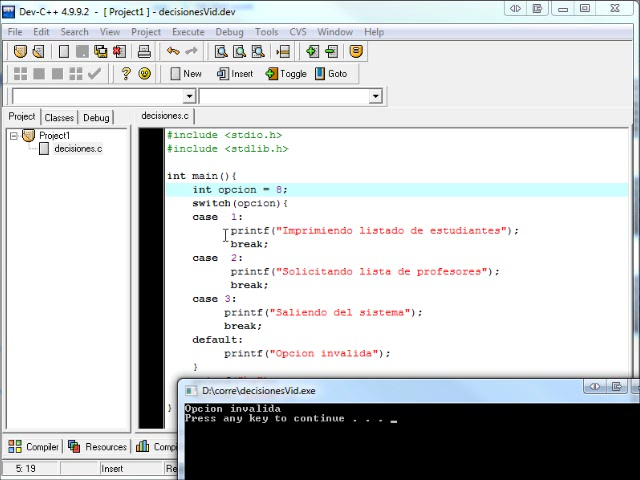 Dev-C++ 4.9.9.2 - [ Project1 ] - decisionesVid.dev
File Edit Search View Project Execute Debug Tools CVS Window Help
New Insert Toggle Goto
Project Classes Debug
decisiones.c
Project1
decisiones.c
#include <stdio.h>
#include <stdlib.h>
int main(){
int opcion = 8;
switch(opcion){
case 1:
printf("Imprimiendo listado de estudiantes");
break;
case 2:
printf("Solicitando lista de profesores");
break;
case 3:
printf("Saliendo del sistema");
break;
default:
printf("Opcion invalida");
}
}
D:\corre\decisionesVid.exe
Opcion invalida
Press any key to continue . . . _
Compiler Resources Compi
5: 19 Insert